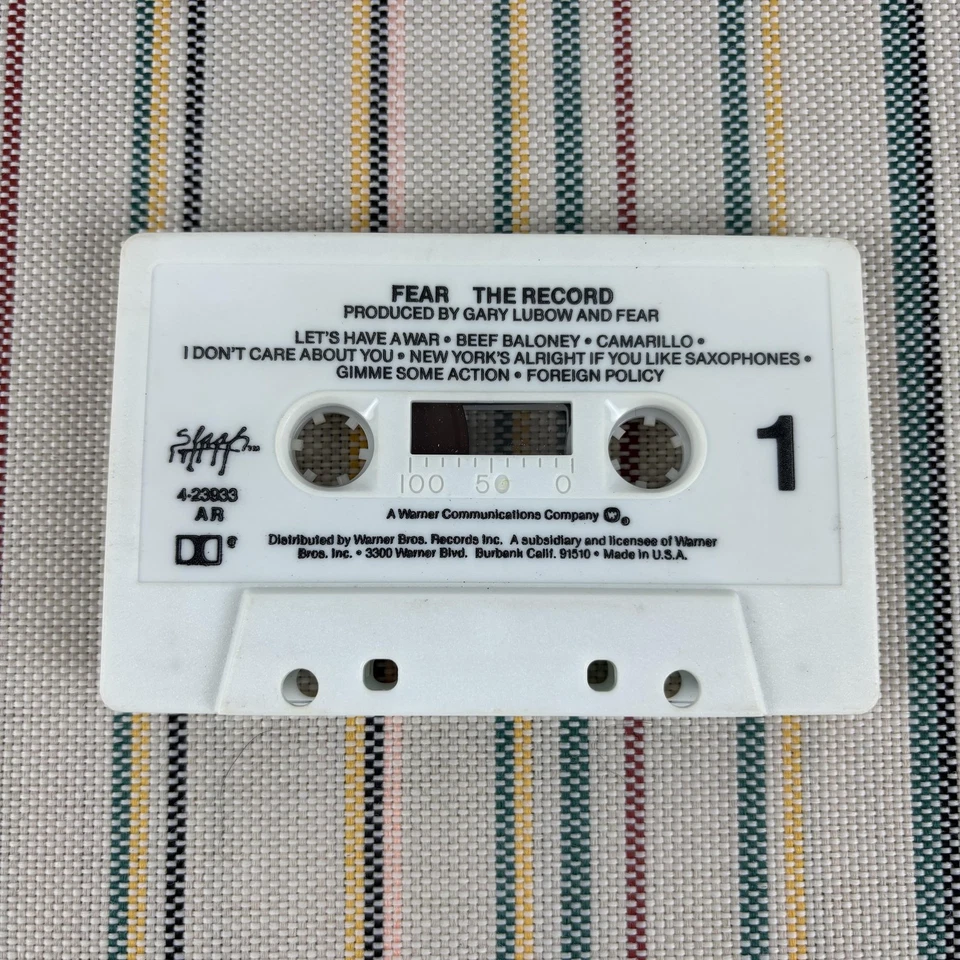 FEAR THE RECORD
PRODUCED BY GARY LUBOW AND FEAR
LET'S HAVE A WAR • BEEF BALONEY • CAMARILLO •
I DON'T CARE ABOUT YOU • NEW YORK'S ALRIGHT IF YOU LIKE SAXOPHONES •
GIMME SOME ACTION • FOREIGN POLICY
Slash TM
1
4-23933
AR
100 50 0
A Warner Communications Company W ®
Distributed by Warner Bros. Records Inc. A subsidiary and licensee of Warner
Bros. Inc. • 3300 Warner Blvd. Burbank Calif. 91510 • Made in U.S.A.